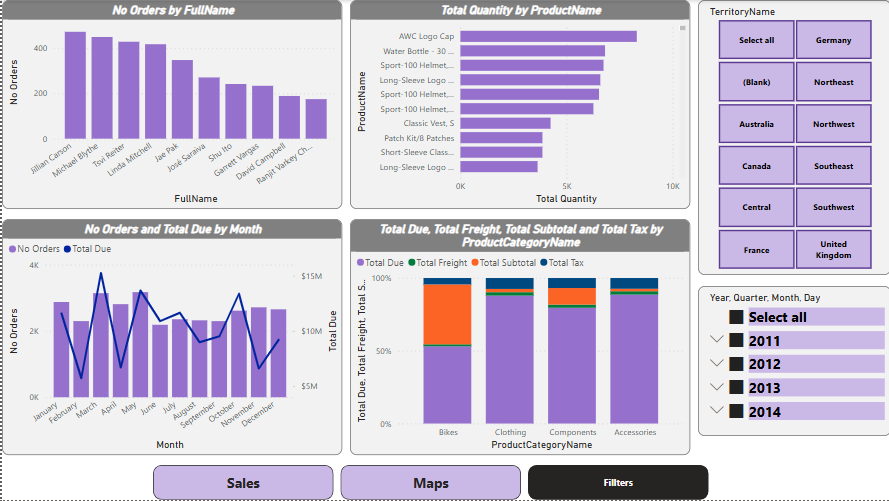 No Orders by FullName
No Orders
400
200
0
Jillian Carson
Michael Blythe
Tsvi Reiter
Linda Mitchell
Jae Pak
José Saraiva
Shu Ito
Garrett Vargas
David Campbell
Ranjit Varkey Ch...
FullName
Total Quantity by ProductName
ProductName
AWC Logo Cap
Water Bottle - 30 ...
Sport-100 Helmet,...
Long-Sleeve Logo ...
Sport-100 Helmet,...
Sport-100 Helmet,...
Classic Vest, S
Patch Kit/8 Patches
Short-Sleeve Class...
Long-Sleeve Logo ...
0K 5K 10K
Total Quantity
TerritoryName
Select all Germany
(Blank) Northeast
Australia Northwest
Canada Southeast
Central Southwest
France United
Kingdom
No Orders and Total Due by Month
No Orders Total Due
No Orders
4K
2K
0K
$15M
$10M
$5M
Total Due
January
February
March
April
May
June
July
August
September
October
November
December
Month
Total Due, Total Freight, Total Subtotal and Total Tax by
ProductCategoryName
Total Due Total Freight Total Subtotal Total Tax
Total Due, Total Freight, Total S...
100%
50%
0%
Bikes Clothing Components Accessories
ProductCategoryName
Year, Quarter, Month, Day
Select all
2011
2012
2013
2014
Sales Maps Fillters